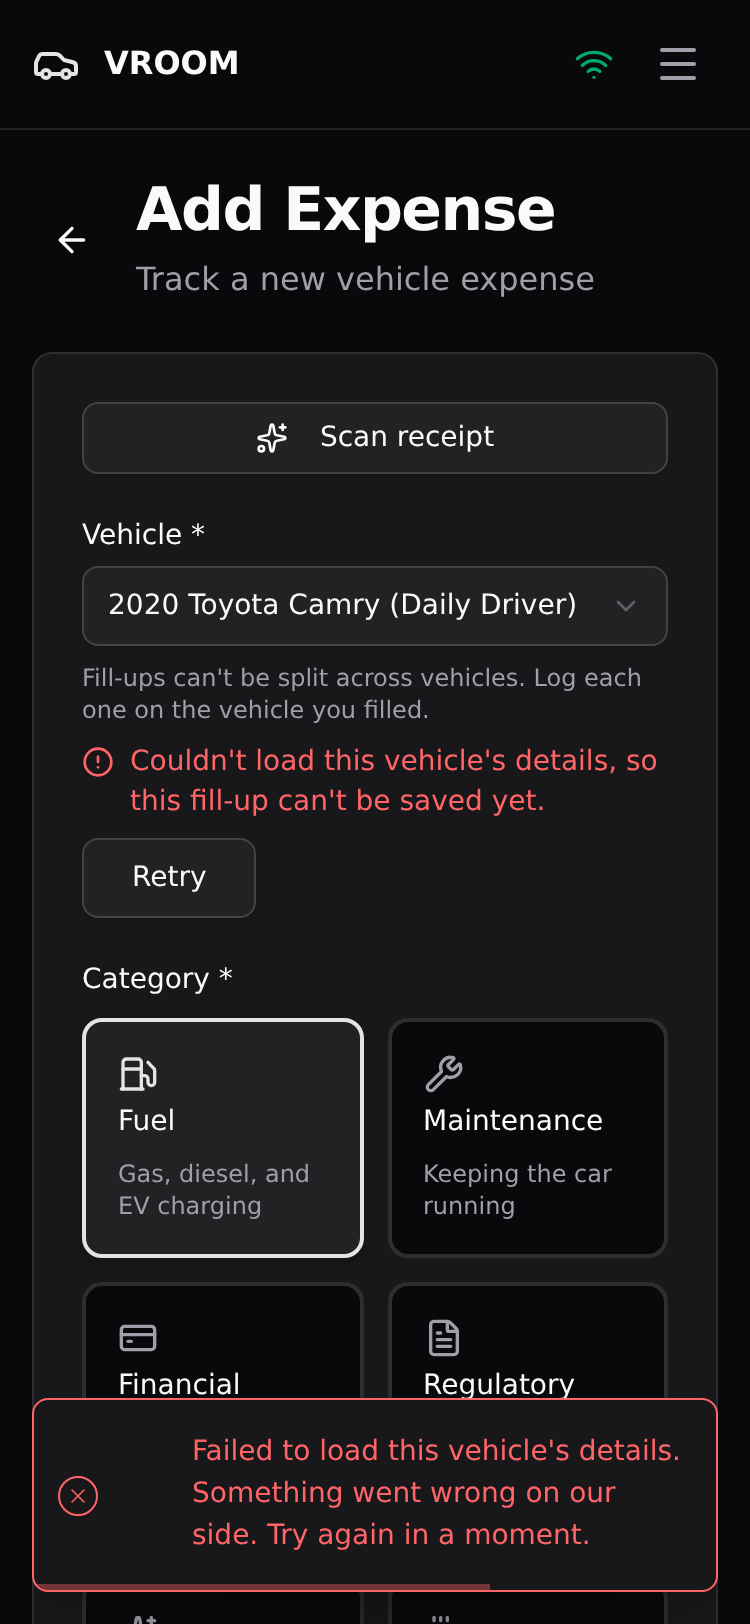 VROOM
Add Expense
Track a new vehicle expense
Scan receipt
Vehicle *
2020 Toyota Camry (Daily Driver)
Fill-ups can't be split across vehicles. Log each
one on the vehicle you filled.
Couldn't load this vehicle's details, so
this fill-up can't be saved yet.
Retry
Category *
Fuel
Gas, diesel, and
EV charging
Maintenance
Keeping the car
running
Financial
Regulatory
Failed to load this vehicle's details.
Something went wrong on our
side. Try again in a moment.